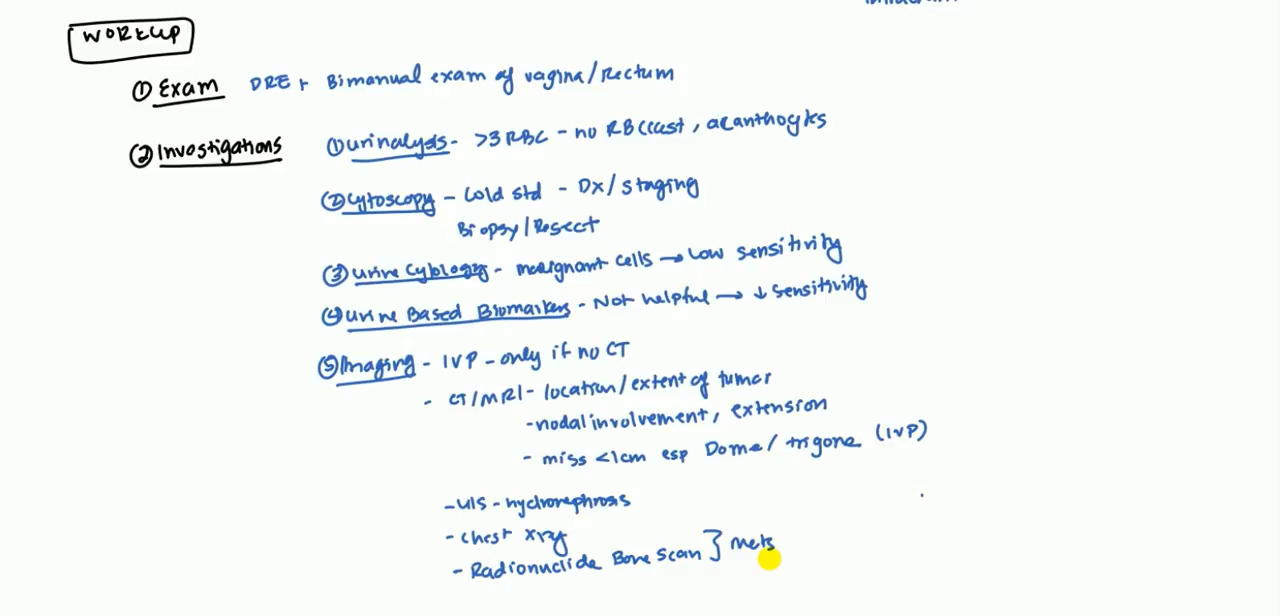 WORKUP
① Exam DRE + Bimanual exam of vagina/Rectum
② Investigations ① urinalysis - >3 RBC - no RBC cast, acanthocyts
② Cytoscopy - Gold std - Dx/staging
Biopsy/Resect
③ urine Cytology - malignant cells → Low sensitivity
④ urine Based Biomarkers - Not helpful → ↓ sensitivity
⑤ Imaging - IVP - only if no CT
- CT/MRI - location/extent of tumor
- nodal involvement, extension
- miss <1cm esp Dome/trigone (IVP)
- U/S - hydronephrosis
- chest xray
- Radionuclide Bone scan } mets